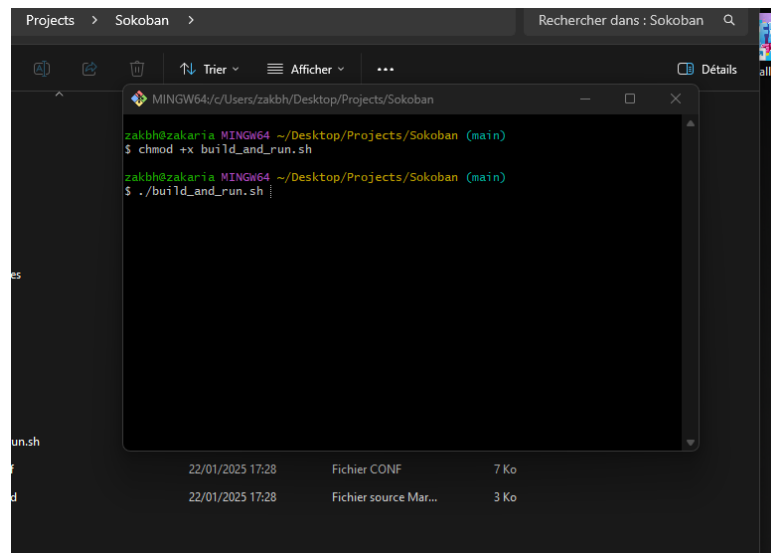 Projects > Sokoban >
Rechercher dans : Sokoban
Trier
Afficher
Détails
all
MINGW64:/c/Users/zakbh/Desktop/Projects/Sokoban
zakbh@zakaria MINGW64 ~/Desktop/Projects/Sokoban (main)
$ chmod +x build_and_run.sh
zakbh@zakaria MINGW64 ~/Desktop/Projects/Sokoban (main)
$ ./build_and_run.sh
es
un.sh
f 22/01/2025 17:28 Fichier CONF 7 Ko
d 22/01/2025 17:28 Fichier source Mar... 3 Ko